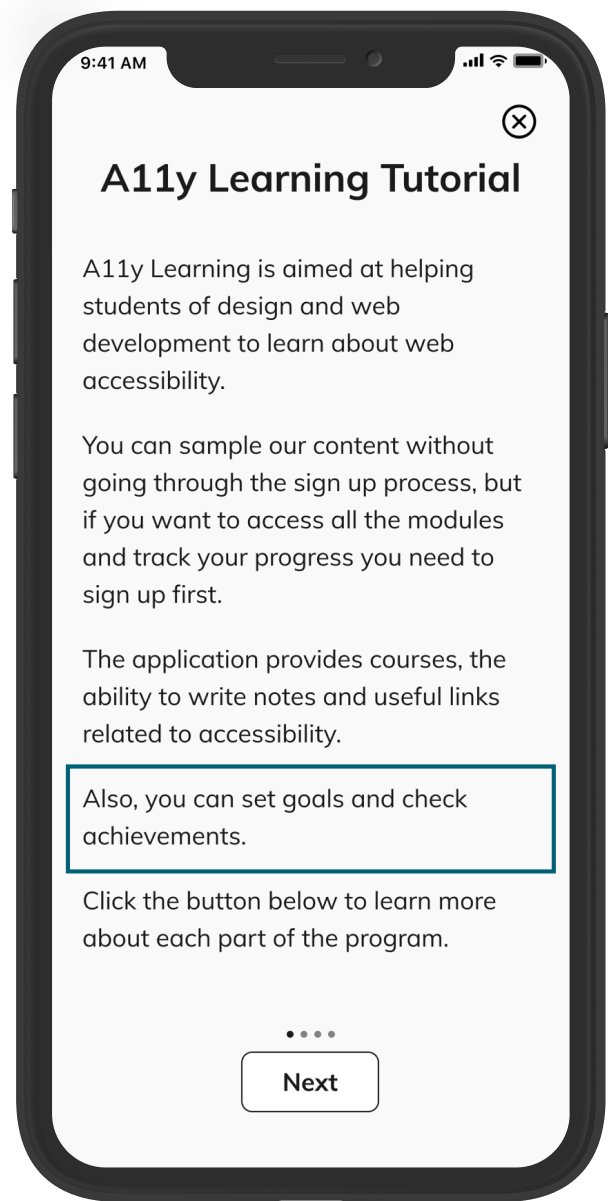 9:41 AM
A11y Learning Tutorial
A11y Learning is aimed at helping
students of design and web
development to learn about web
accessibility.
You can sample our content without
going through the sign up process, but
if you want to access all the modules
and track your progress you need to
sign up first.
The application provides courses, the
ability to write notes and useful links
related to accessibility.
Also, you can set goals and check
achievements.
Click the button below to learn more
about each part of the program.
Next